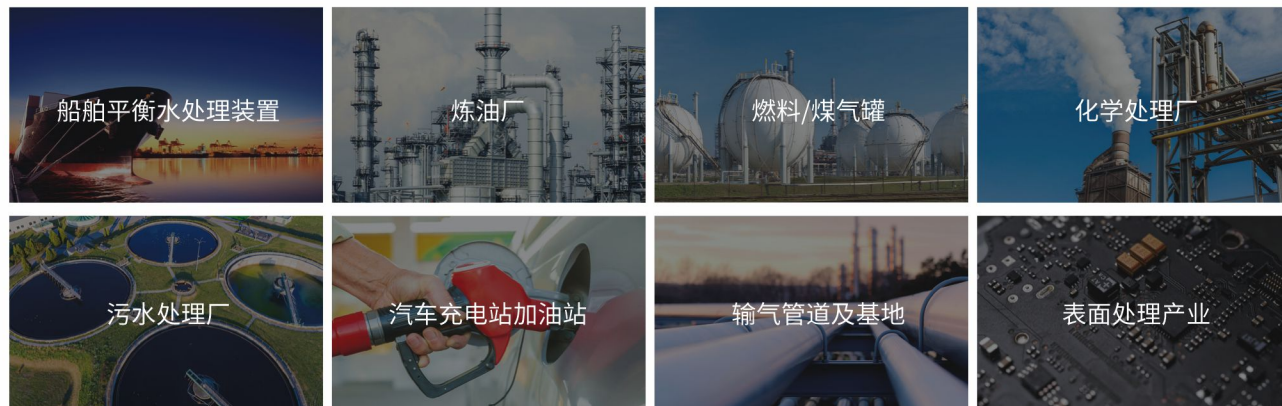 船舶平衡水处理装置
炼油厂
燃料/煤气罐
化学处理厂
污水处理厂
汽车充电站加油站
输气管道及基地
表面处理产业